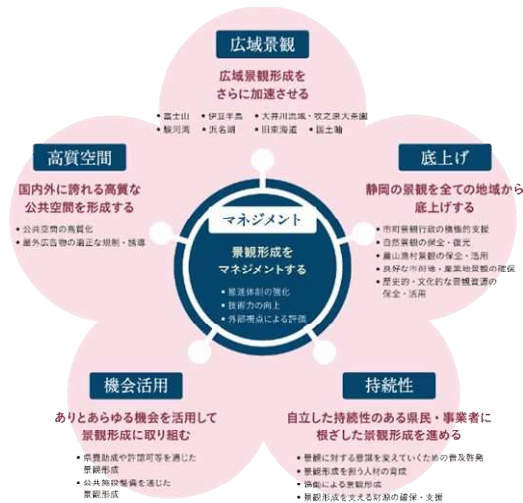 広域景観
広域景観形成を
さらに加速させる
• 富士山 • 伊豆半島 • 大井川流域・牧之原大茶園
• 駿河湾 • 浜名湖 • 旧東海道 • 国土軸
高質空間
国内外に誇れる高質な
公共空間を形成する
• 公共空間の高質化
• 屋外広告物の適正な規制・誘導
底上げ
静岡の景観を全ての地域から
底上げする
• 市町景観行政の積極的支援
• 自然景観の保全・復元
• 農山漁村景観の保全・活用
• 良好な市街地・産業地景観の確保
• 歴史的・文化的な景観資源の
保全・活用
マネジメント
景観形成を
マネジメントする
• 推進体制の強化
• 技術力の向上
• 外部視点による評価
機会活用
ありとあらゆる機会を活用して
景観形成に取り組む
• 県費助成や許認可等を通じた
景観形成
• 公共施設整備を通じた
景観形成
持続性
自立した持続性のある県民・事業者に
根ざした景観形成を進める
• 景観に対する意識を変えていくための普及啓発
• 景観形成を担う人材の育成
• 協働による景観形成
• 景観形成を支える財源の確保・支援